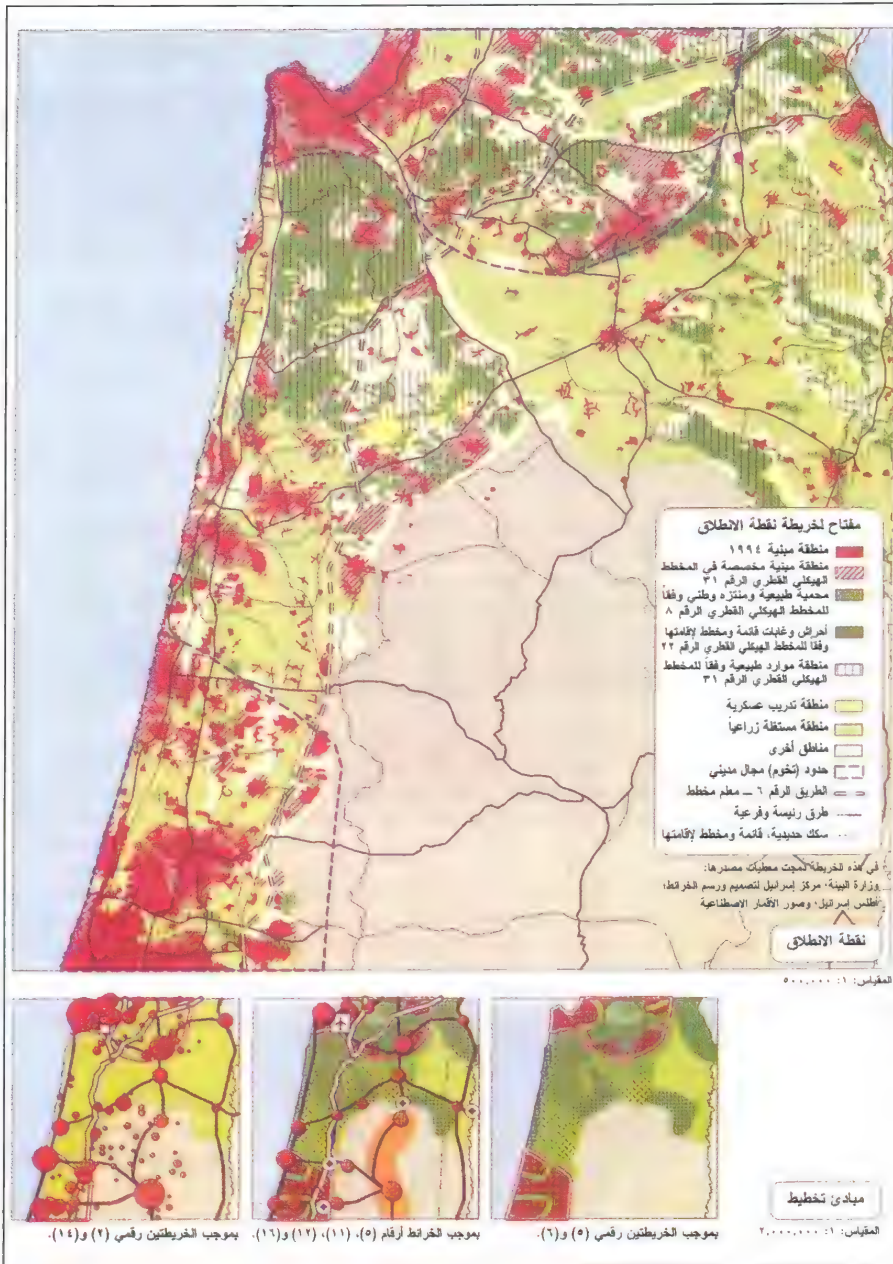 مفتاح لخريطة نقطة الانطلاق
منطقة مبنية ١٩٩٤
منطقة مبنية مخصصة في المخطط
الهيكلي القطري الرقم ٣١
محمية طبيعية ومنتزه وطني وفقاً
للمخطط الهيكلي القطري الرقم ٨
أحراش وغابات قائمة ومخطط لإقامتها
وفقاً للمخطط الهيكلي القطري الرقم ٢٢
منطقة موارد طبيعية وفقاً للمخطط
الهيكلي القطري الرقم ٣١
منطقة تدريب عسكرية
منطقة مستغلة زراعياً
مناطق أخرى
حدود (تخوم) مجال مديني
الطريق الرقم ٦ ــ معلم مخطط
طرق رئيسة وفرعية
سكك حديدية، قائمة ومخطط لإقامتها
في هذه الخريطة دمجت معطيات مصدرها:
وزارة البيئة، مركز إسرائيل لتصميم ورسم الخرائط؛
أطلس إسرائيل، وصور الأقمار الاصطناعية
نقطة الانطلاق
المقياس: ١: ٥٠٠,٠٠٠
بموجب الخريطتين رقمي (٥) و(٦).
بموجب الخرائط أرقام (٥)، (١١)، (١٢) و(١٦).
بموجب الخريطتين رقمي (٢) و(١٤).
مبادئ تخطيط
المقياس: ١: ٢,٠٠٠,٠٠٠